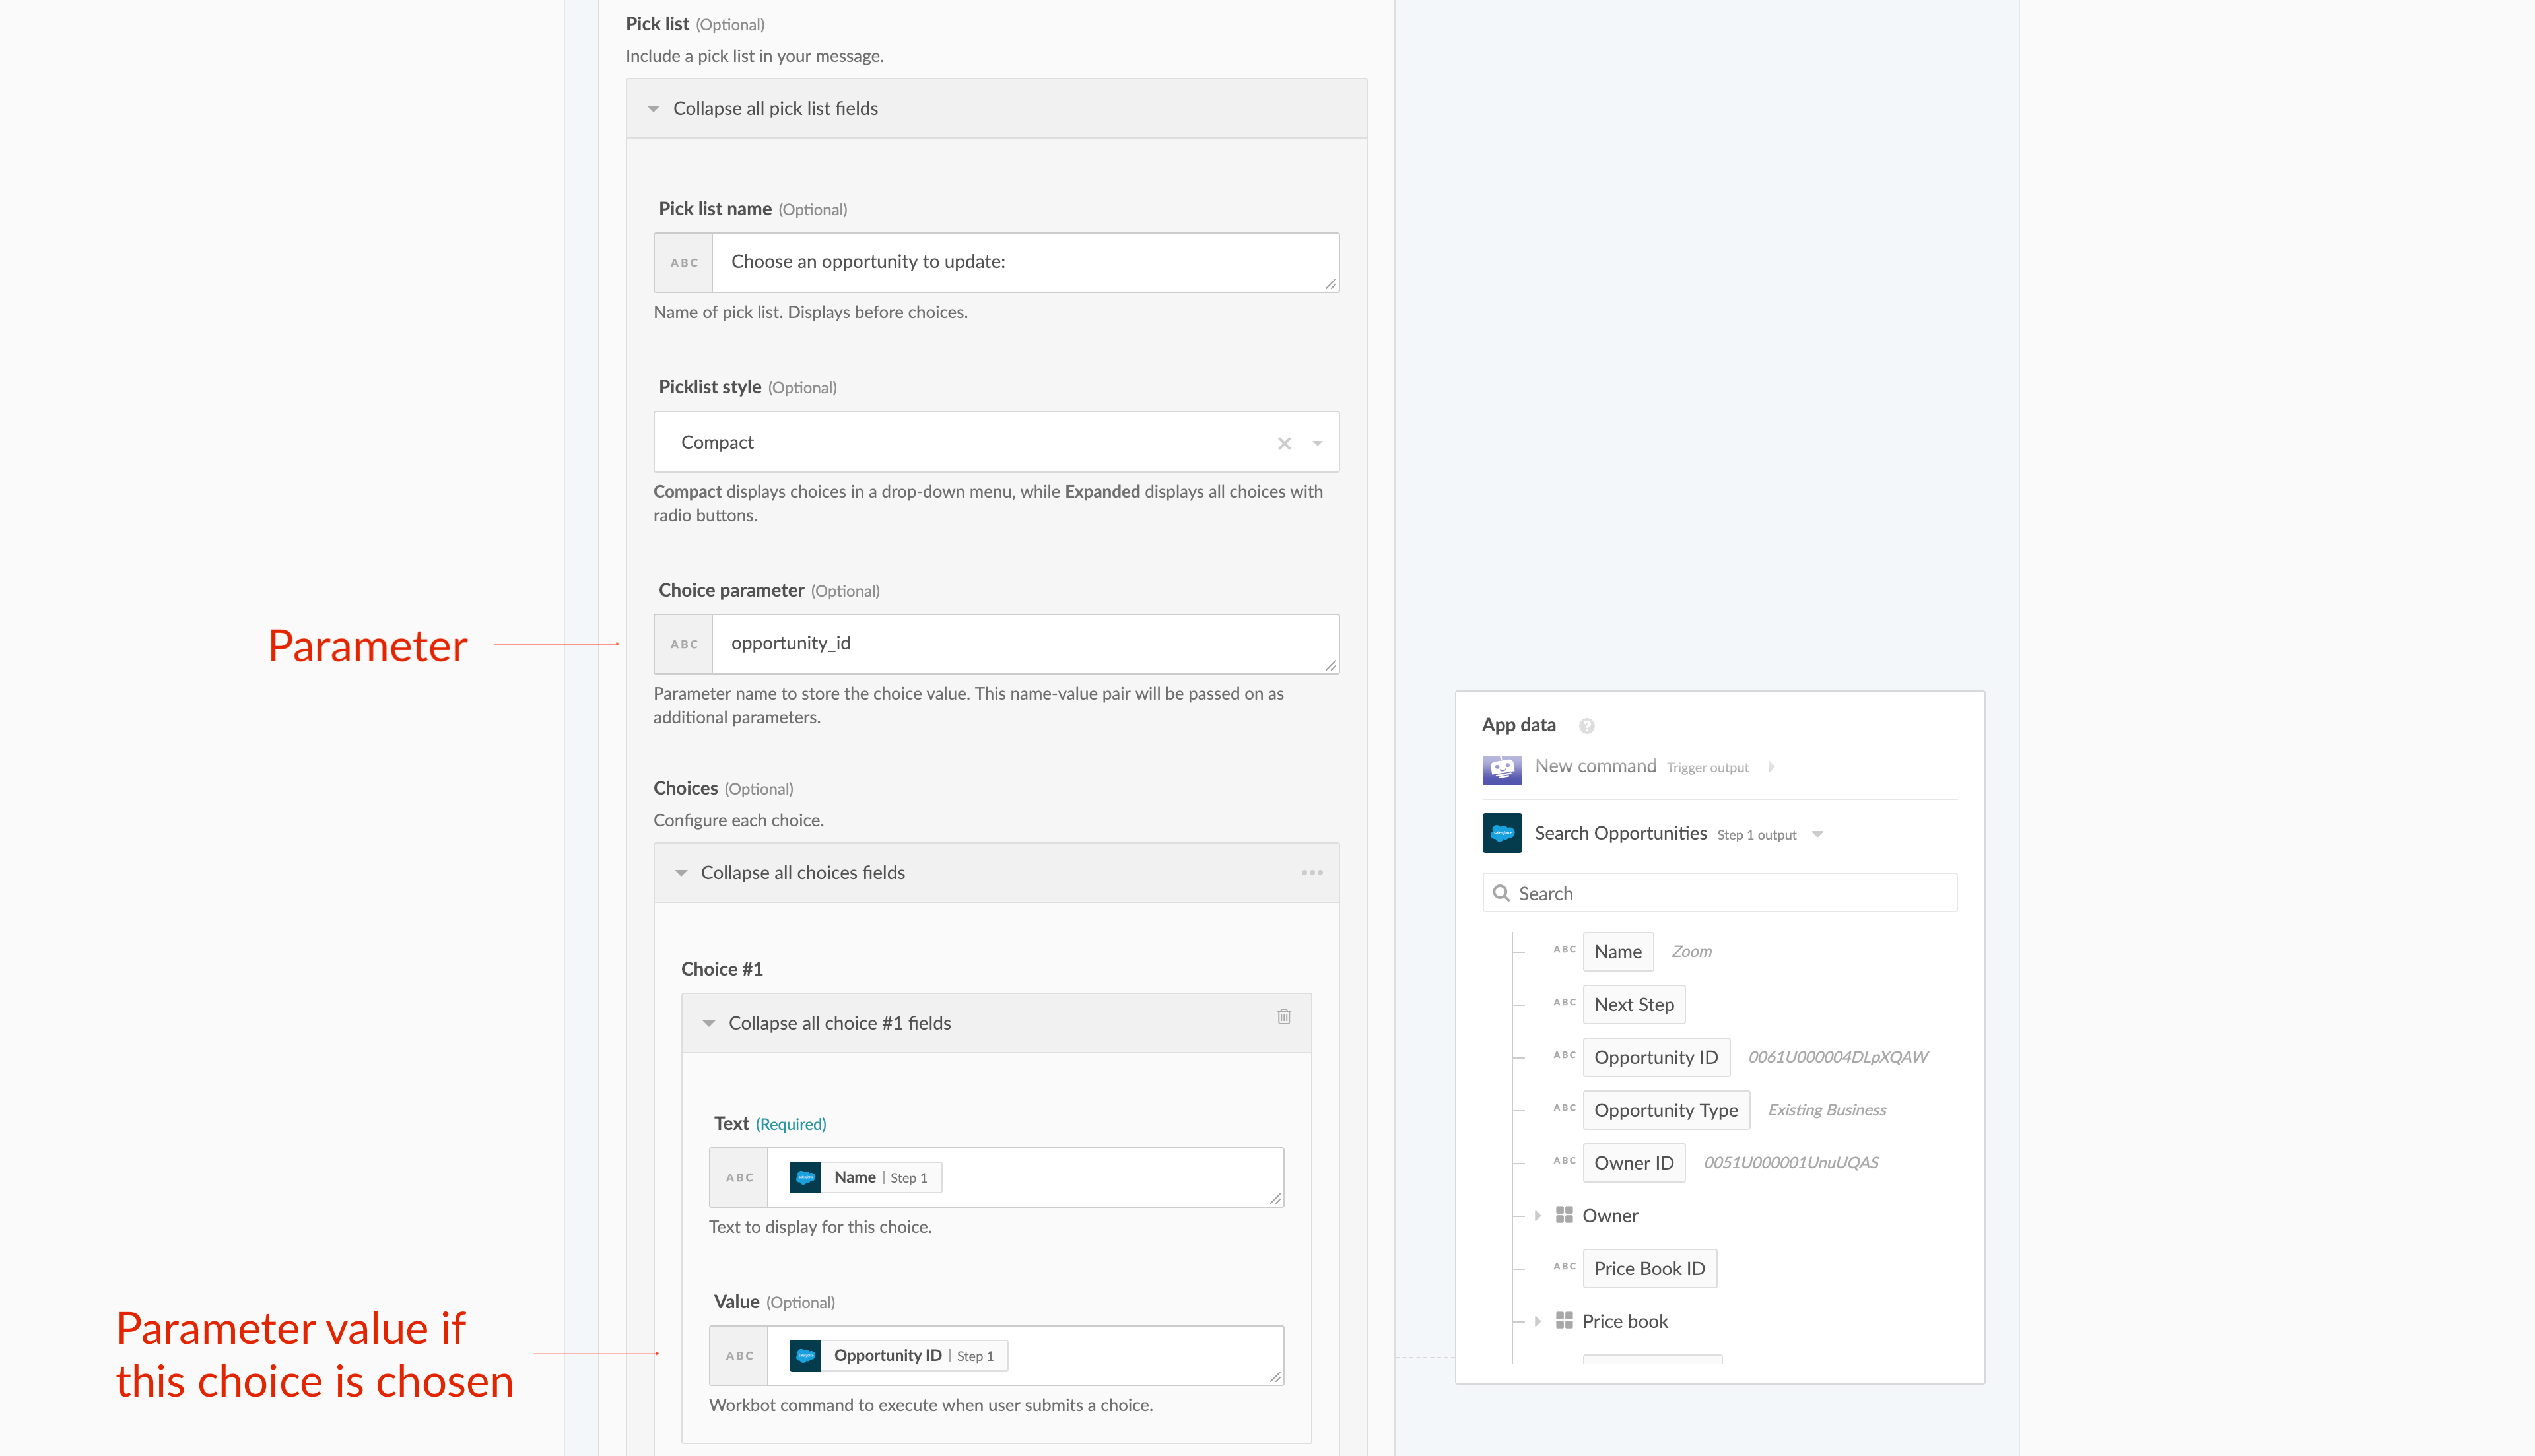 Pick list (Optional)
Include a pick list in your message.
Collapse all pick list fields
Pick list name (Optional)
ABC Choose an opportunity to update:
Name of pick list. Displays before choices.
Picklist style (Optional)
Compact
Compact displays choices in a drop-down menu, while Expanded displays all choices with
radio buttons.
Choice parameter (Optional)
Parameter
ABC opportunity_id
Parameter name to store the choice value. This name-value pair will be passed on as
additional parameters.
Choices (Optional)
Configure each choice.
Collapse all choices fields
Choice #1
Collapse all choice #1 fields
Text (Required)
ABC Name | Step 1
Text to display for this choice.
Value (Optional)
Parameter value if
this choice is chosen
ABC Opportunity ID | Step 1
Workbot command to execute when user submits a choice.
App data ?
New command Trigger output
salesforce Search Opportunities Step 1 output
Search
ABC Name Zoom
ABC Next Step
ABC Opportunity ID 0061U000004DLpXQAW
ABC Opportunity Type Existing Business
ABC Owner ID 0051U000001UnuUQAS
Owner
ABC Price Book ID
Price book